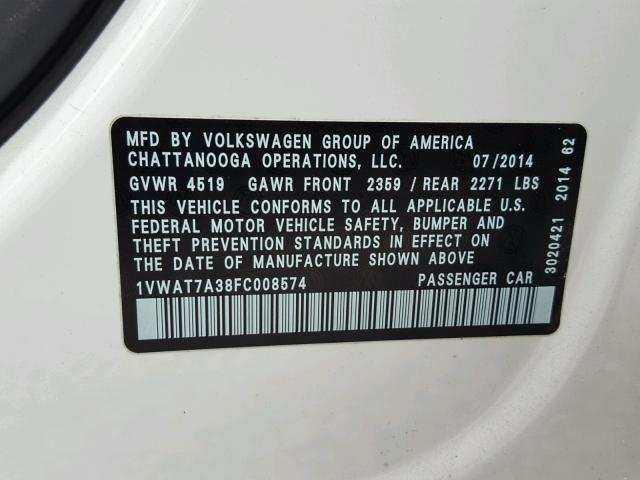 MFD BY VOLKSWAGEN GROUP OF AMERICA
CHATTANOOGA OPERATIONS, LLC. 07/2014
GVWR 4519 GAWR FRONT 2359 / REAR 2271 LBS
THIS VEHICLE CONFORMS TO ALL APPLICABLE U.S.
FEDERAL MOTOR VEHICLE SAFETY, BUMPER AND
THEFT PREVENTION STANDARDS IN EFFECT ON
THE DATE OF MANUFACTURE SHOWN ABOVE
1VWAT7A38FC008574 PASSENGER CAR
3020421 2014 62